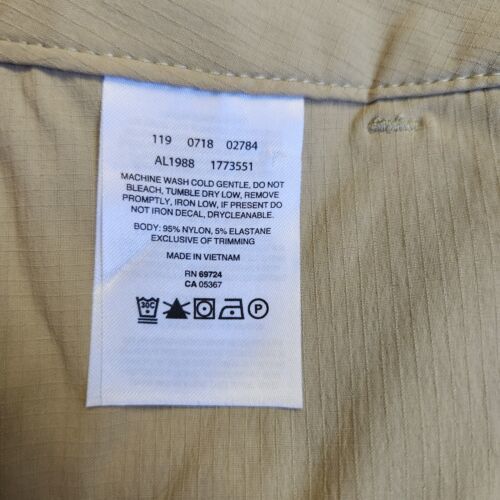 119 0718 02784
AL1988 1773551
MACHINE WASH COLD GENTLE, DO NOT
BLEACH, TUMBLE DRY LOW, REMOVE
PROMPTLY, IRON LOW, IF PRESENT DO
NOT IRON DECAL, DRYCLEANABLE.
BODY: 95% NYLON, 5% ELASTANE
EXCLUSIVE OF TRIMMING
MADE IN VIETNAM
RN 69724
CA 05367
30C P